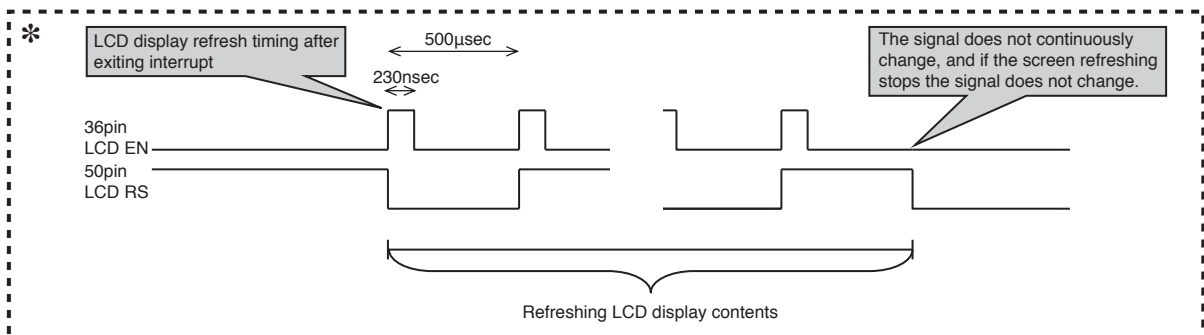 *
LCD display refresh timing after
exiting interrupt
500μsec
230nsec
The signal does not continuously
change, and if the screen refreshing
stops the signal does not change.
36pin
LCD EN
50pin
LCD RS
Refreshing LCD display contents